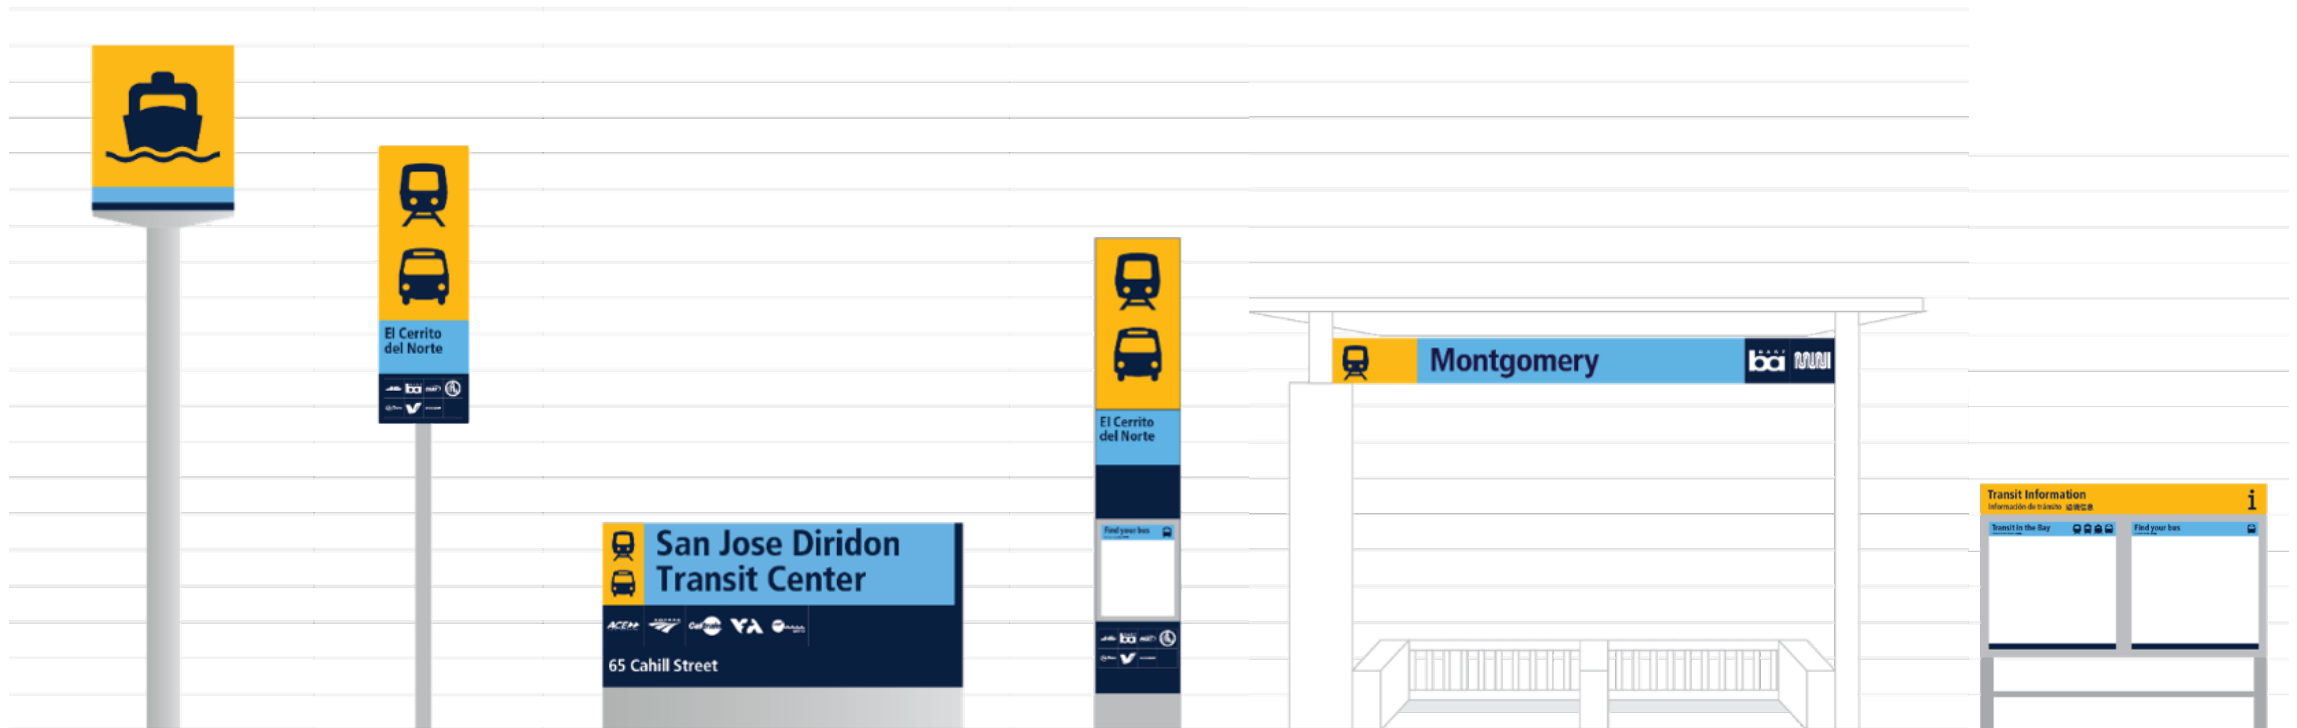 El Cerrito
del Norte
San Jose Diridon
Transit Center
ACE
65 Cahill Street
El Cerrito
del Norte
Find your bus
Montgomery
ba
Transit Information
Información de tránsito
Transit in the Bay
Find your bus